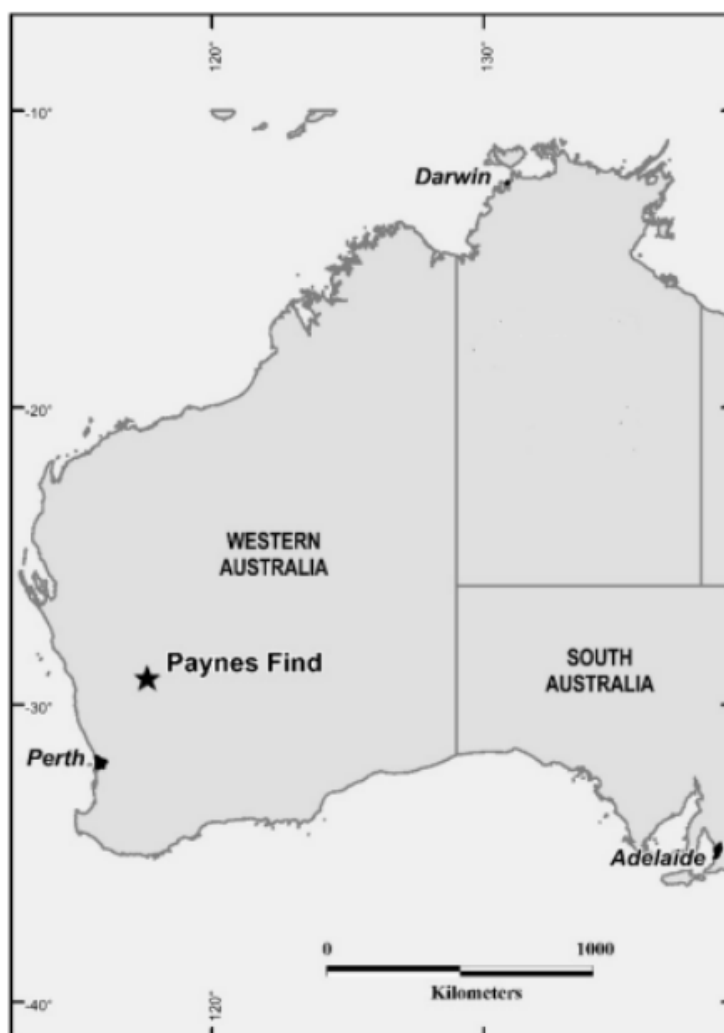 120°
130°
-10°
Darwin
-20°
WESTERN
AUSTRALIA
Paynes Find
SOUTH
AUSTRALIA
-30°
Perth
Adelaide
0 1000
Kilometers
-40°
120°
130°